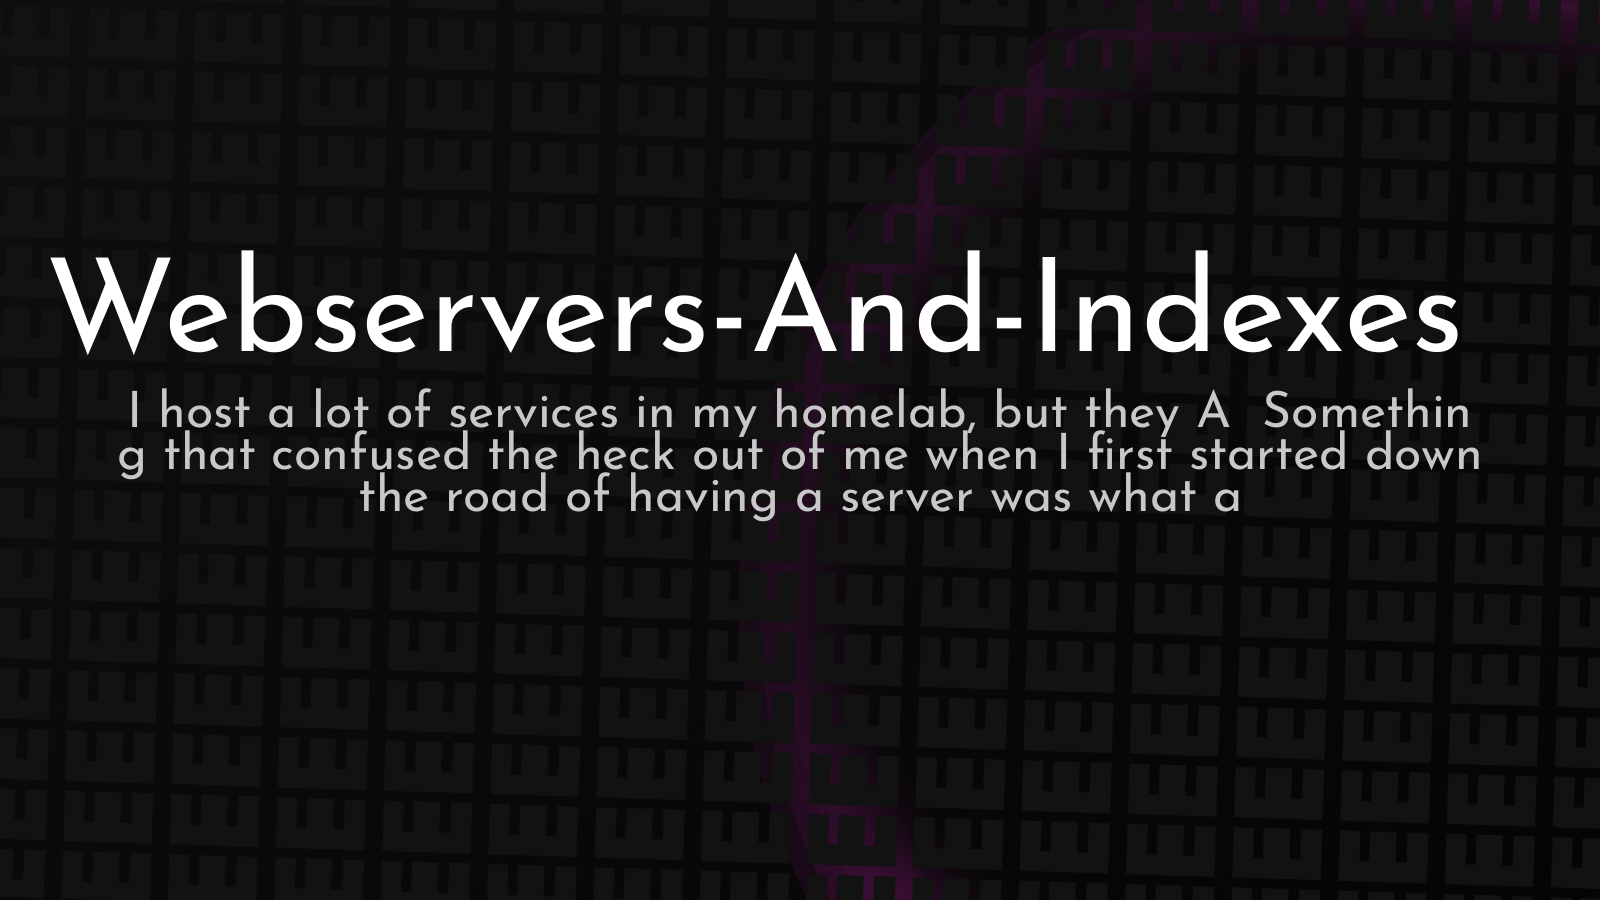 Webservers-And-Indexes
I host a lot of services in my homelab, but they A  Somethin
g that confused the heck out of me when I first started down
the road of having a server was what a